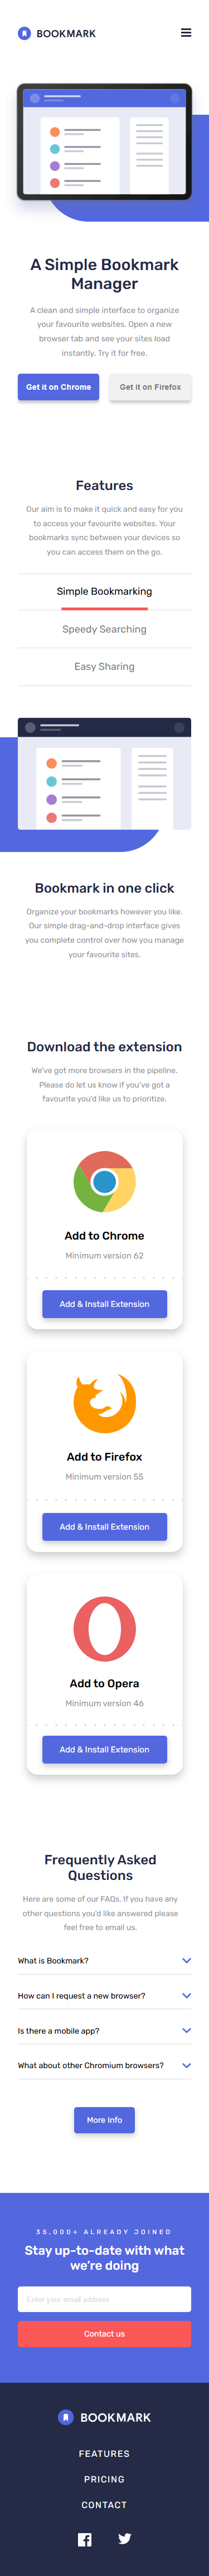 BOOKMARK
A Simple Bookmark
Manager
A clean and simple interface to organize
your favourite websites. Open a new
browser tab and see your sites load
instantly. Try it for free.
Get it on Chrome
Get it on Firefox
Features
Our aim is to make it quick and easy for you
to access your favourite websites. Your
bookmarks sync between your devices so
you can access them on the go.
Simple Bookmarking
Speedy Searching
Easy Sharing
Bookmark in one click
Organize your bookmarks however you like.
Our simple drag-and-drop interface gives
you complete control over how you manage
your favourite sites.
Download the extension
We've got more browsers in the pipeline.
Please do let us know if you've got a
favourite you'd like us to prioritize.
Add to Chrome
Minimum version 62
Add & Install Extension
Add to Firefox
Minimum version 55
Add & Install Extension
Add to Opera
Minimum version 46
Add & Install Extension
Frequently Asked
Questions
Here are some of our FAQs. If you have any
other questions you'd like answered please
feel free to email us.
What is Bookmark?
How can I request a new browser?
Is there a mobile app?
What about other Chromium browsers?
More Info
35,000+ ALREADY JOINED
Stay up-to-date with what
we're doing
Enter your email address
Contact us
BOOKMARK
FEATURES
PRICING
CONTACT